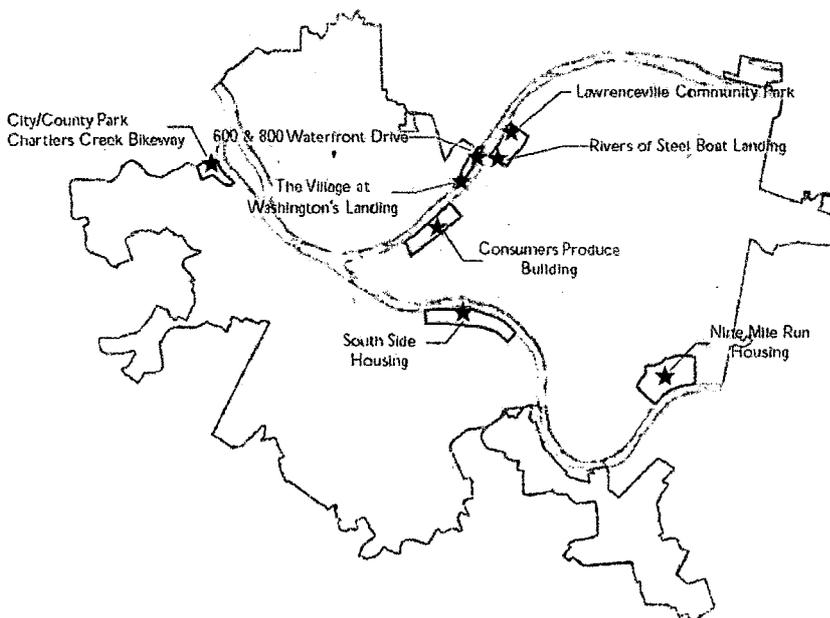 Lawrenceville Community Park
City/County Park
Chartiers Creek Bikeway
600 & 800 Waterfront Drive
Rivers of Steel Boat Landing
The Village at
Washington's Landing
Consumers Produce
Building
South Side
Housing
Nine Mile Run
Housing